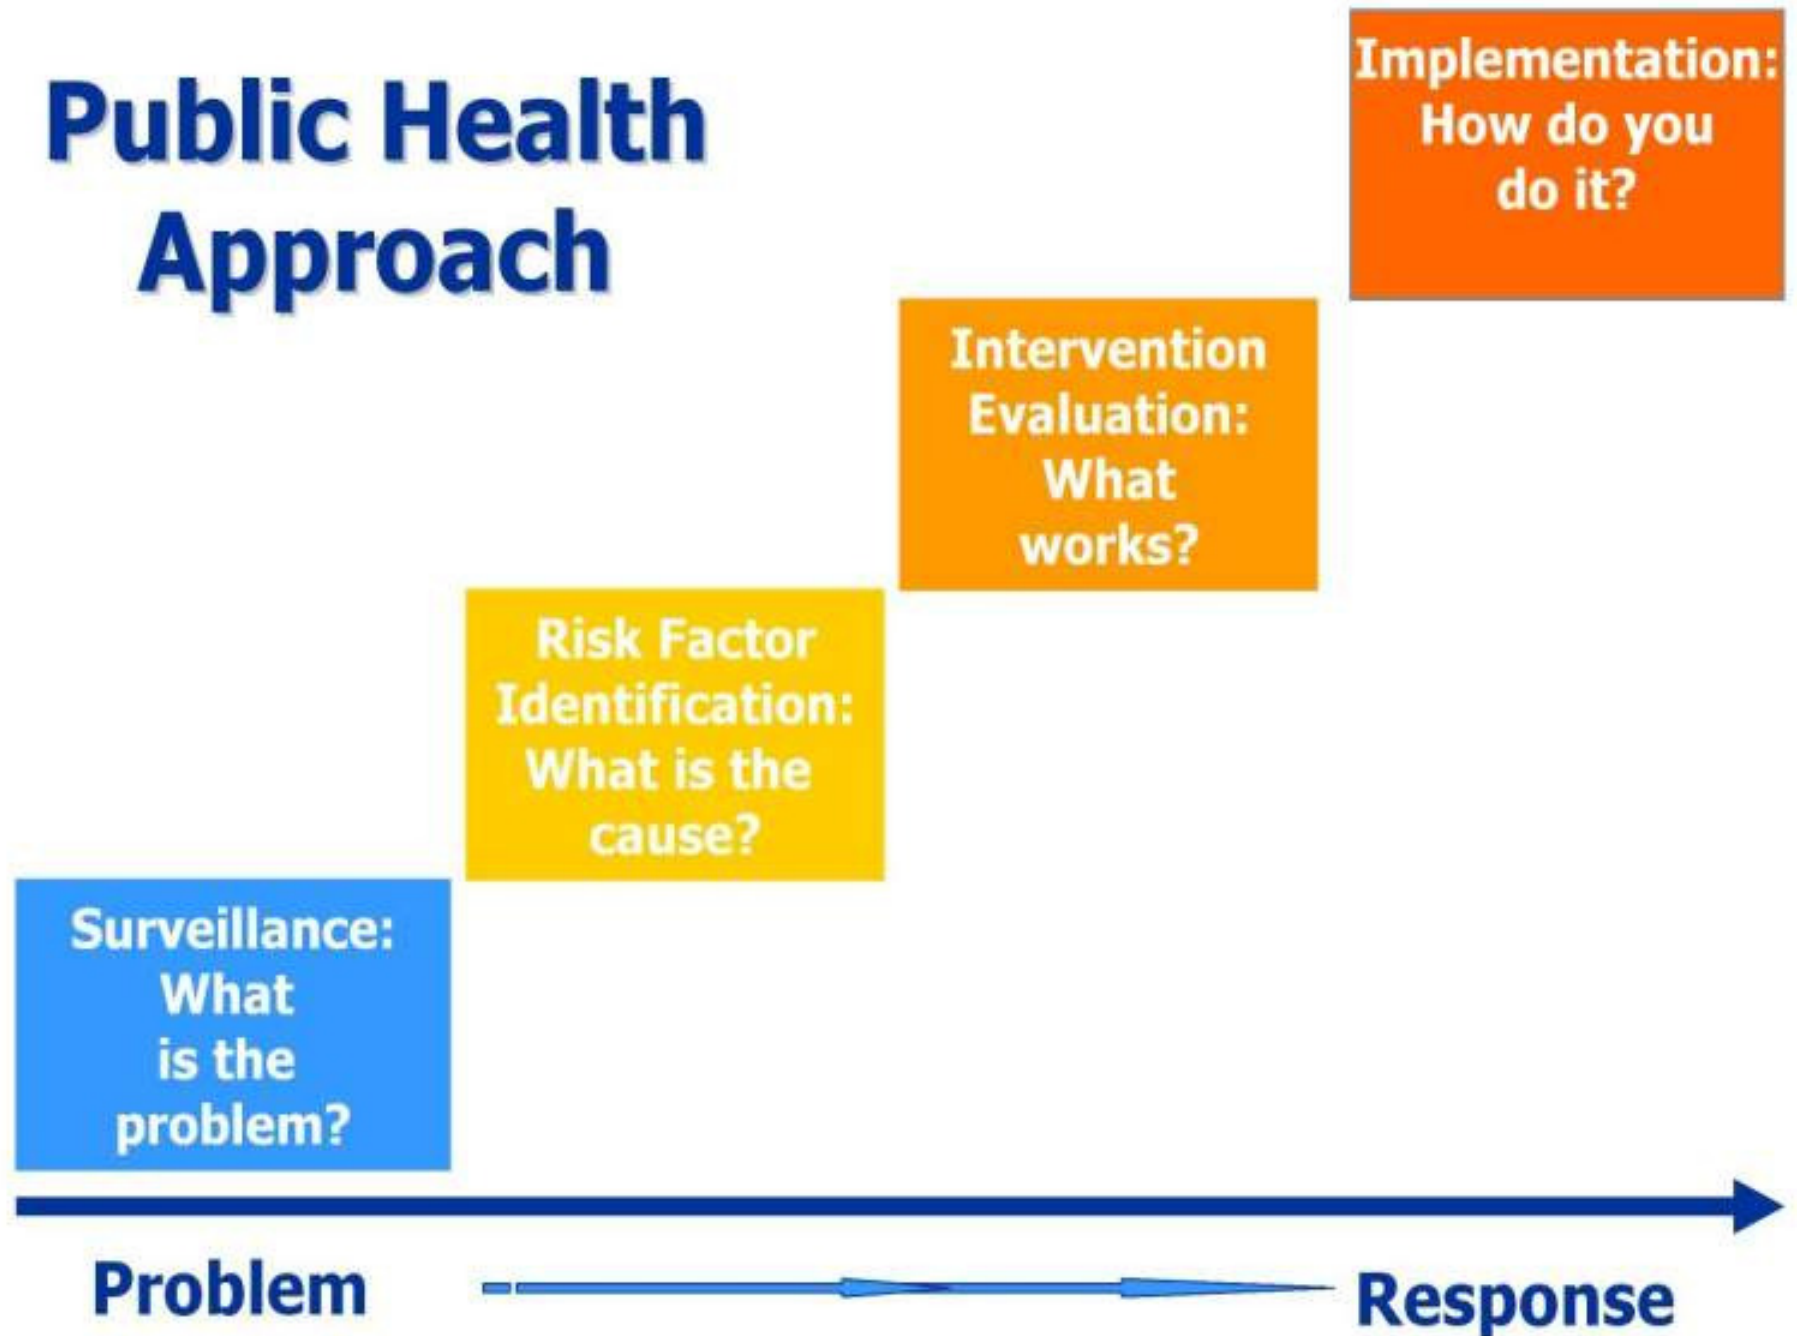 Public Health
Approach
Implementation:
How do you
do it?
Intervention
Evaluation:
What
works?
Risk Factor
Identification:
What is the
cause?
Surveillance:
What
is the
problem?
Problem
Response